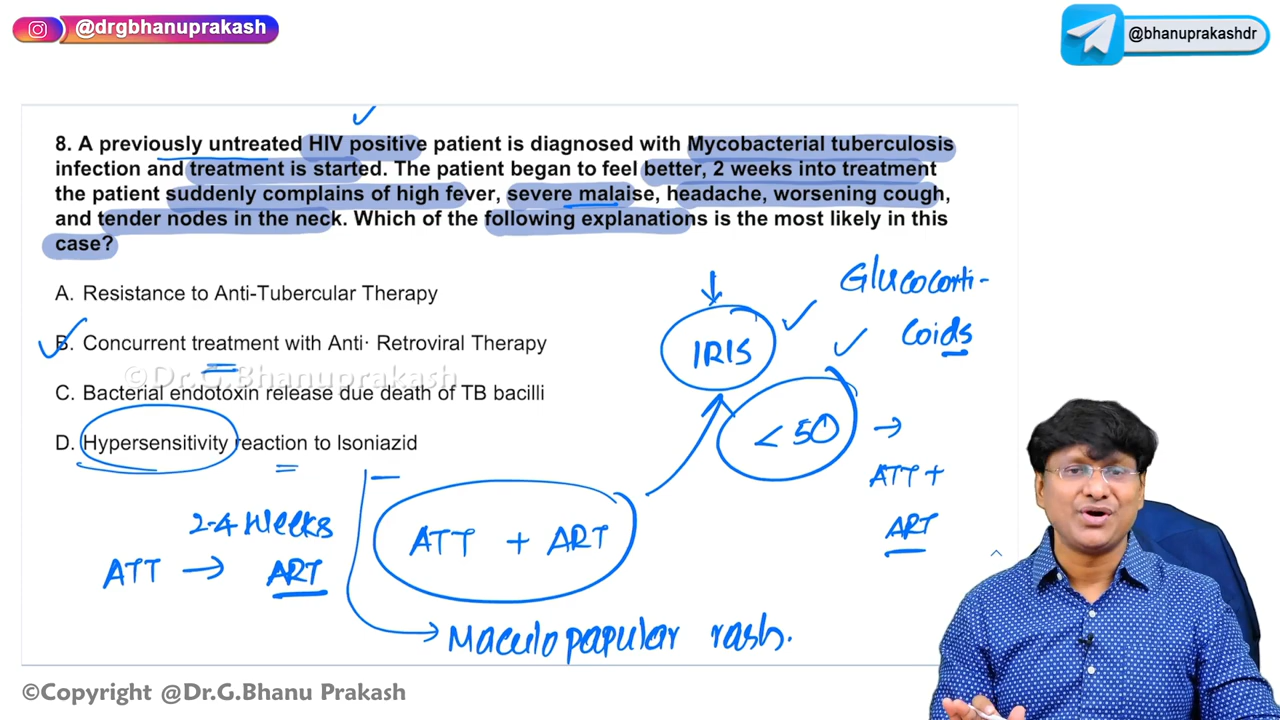 @drgbhanuprakash
@bhanuprakashdr
8. A previously untreated HIV positive patient is diagnosed with Mycobacterial tuberculosis
infection and treatment is started. The patient began to feel better, 2 weeks into treatment
the patient suddenly complains of high fever, severe malaise, headache, worsening cough,
and tender nodes in the neck. Which of the following explanations is the most likely in this
case?
A. Resistance to Anti-Tubercular Therapy
B. Concurrent treatment with Anti- Retroviral Therapy
©Dr.G.Bhanuprakash
C. Bacterial endotoxin release due death of TB bacilli
D. Hypersensitivity reaction to Isoniazid
Glucocorti-
coids
IRIS
< 50 →
ATT +
ART
2-4 weeks
ATT → ART
ATT + ART
Maculopapular rash.
©Copyright @Dr.G.Bhanu Prakash